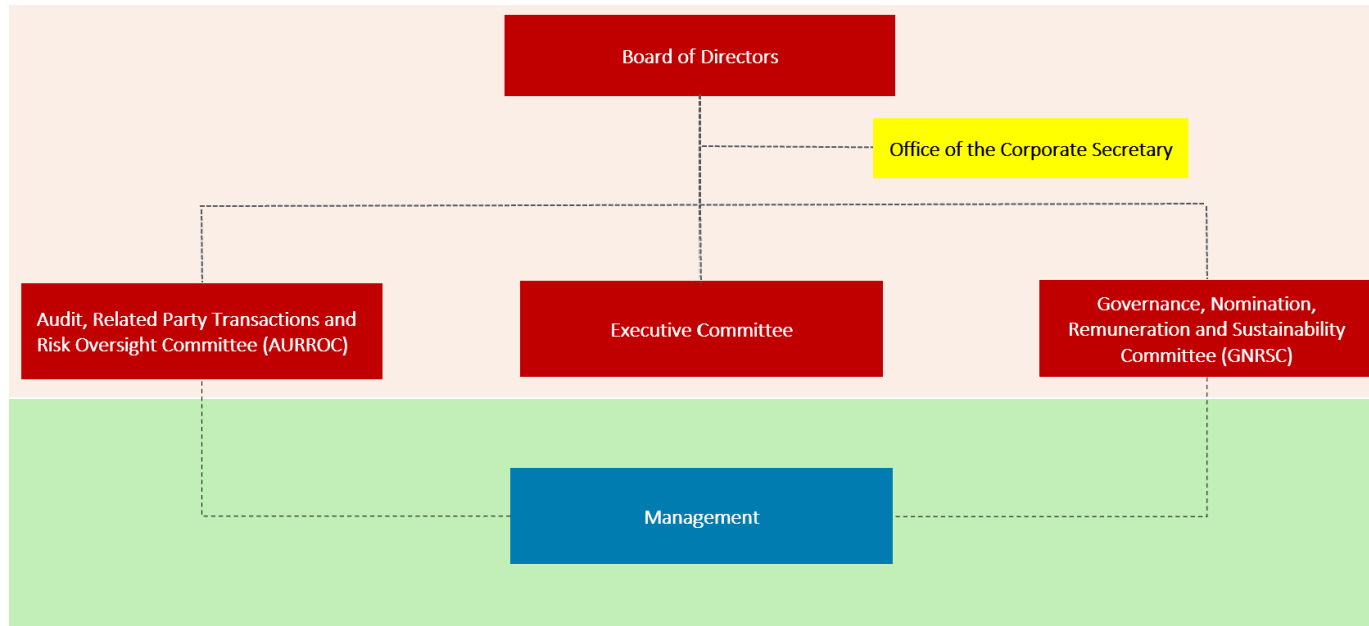 Board of Directors
Office of the Corporate Secretary
Audit, Related Party Transactions and
Risk Oversight Committee (AURROC)
Executive Committee
Governance, Nomination,
Remuneration and Sustainability
Committee (GNRSC)
Management